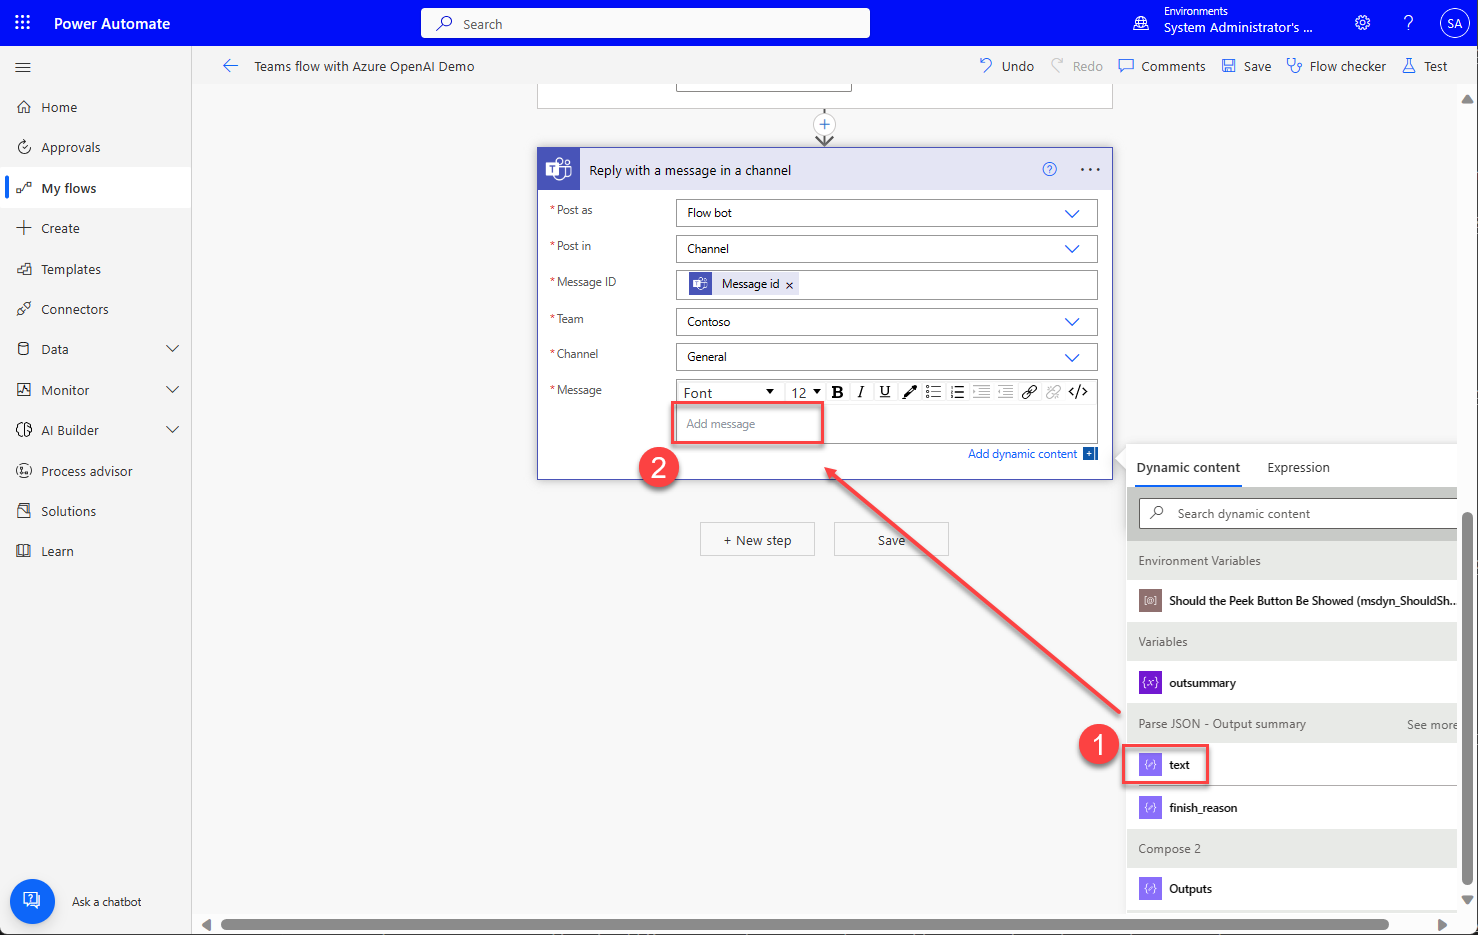 Power Automate
Search
Environments
System Administrator's ...
SA
Teams flow with Azure OpenAI Demo
Undo
Redo
Comments
Save
Flow checker
Test
Home
Approvals
My flows
Create
Templates
Connectors
Data
Monitor
AI Builder
Process advisor
Solutions
Learn
Ask a chatbot
Reply with a message in a channel
* Post as
Flow bot
* Post in
Channel
* Message ID
Message id ×
* Team
Contoso
* Channel
General
* Message
Font
12
B I U </>
Add message
2
Add dynamic content
+ New step
Save
Dynamic content
Expression
Search dynamic content
Environment Variables
[@] Should the Peek Button Be Showed (msdyn_ShouldSh...
Variables
{x} outsummary
Parse JSON - Output summary
See more
1
text
finish_reason
Compose 2
Outputs